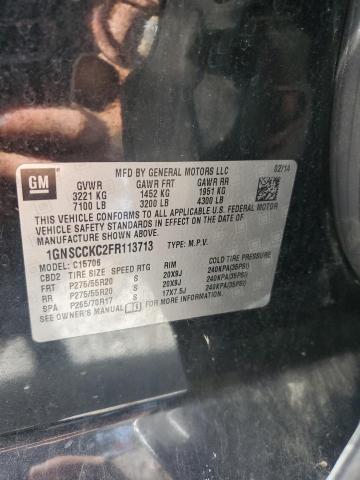 GM
MFD BY GENERAL MOTORS LLC 02/14
GVWR GAWR FRT GAWR RR
3221 KG 1452 KG 1951 KG
7100 LB 3200 LB 4300 LB
THIS VEHICLE CONFORMS TO ALL APPLICABLE U.S. FEDERAL MOTOR
VEHICLE SAFETY STANDARDS IN EFFECT ON THE DATE OF
MANUFACTURE SHOWN ABOVE.
1GNSCCKC2FR113713 TYPE: M.P.V.
MODEL: C15706
CBD2 TIRE SIZE SPEED RTG RIM COLD TIRE PRESSURE
FRT P275/55R20 S 20X9J 240KPA(35PSI)
RR P275/55R20 S 20X9J 240KPA(35PSI)
SPA P265/70R17 17X7.5J 240KPA(35PSI)
SEE OWNER'S MANUAL FOR MORE INFORMATION.